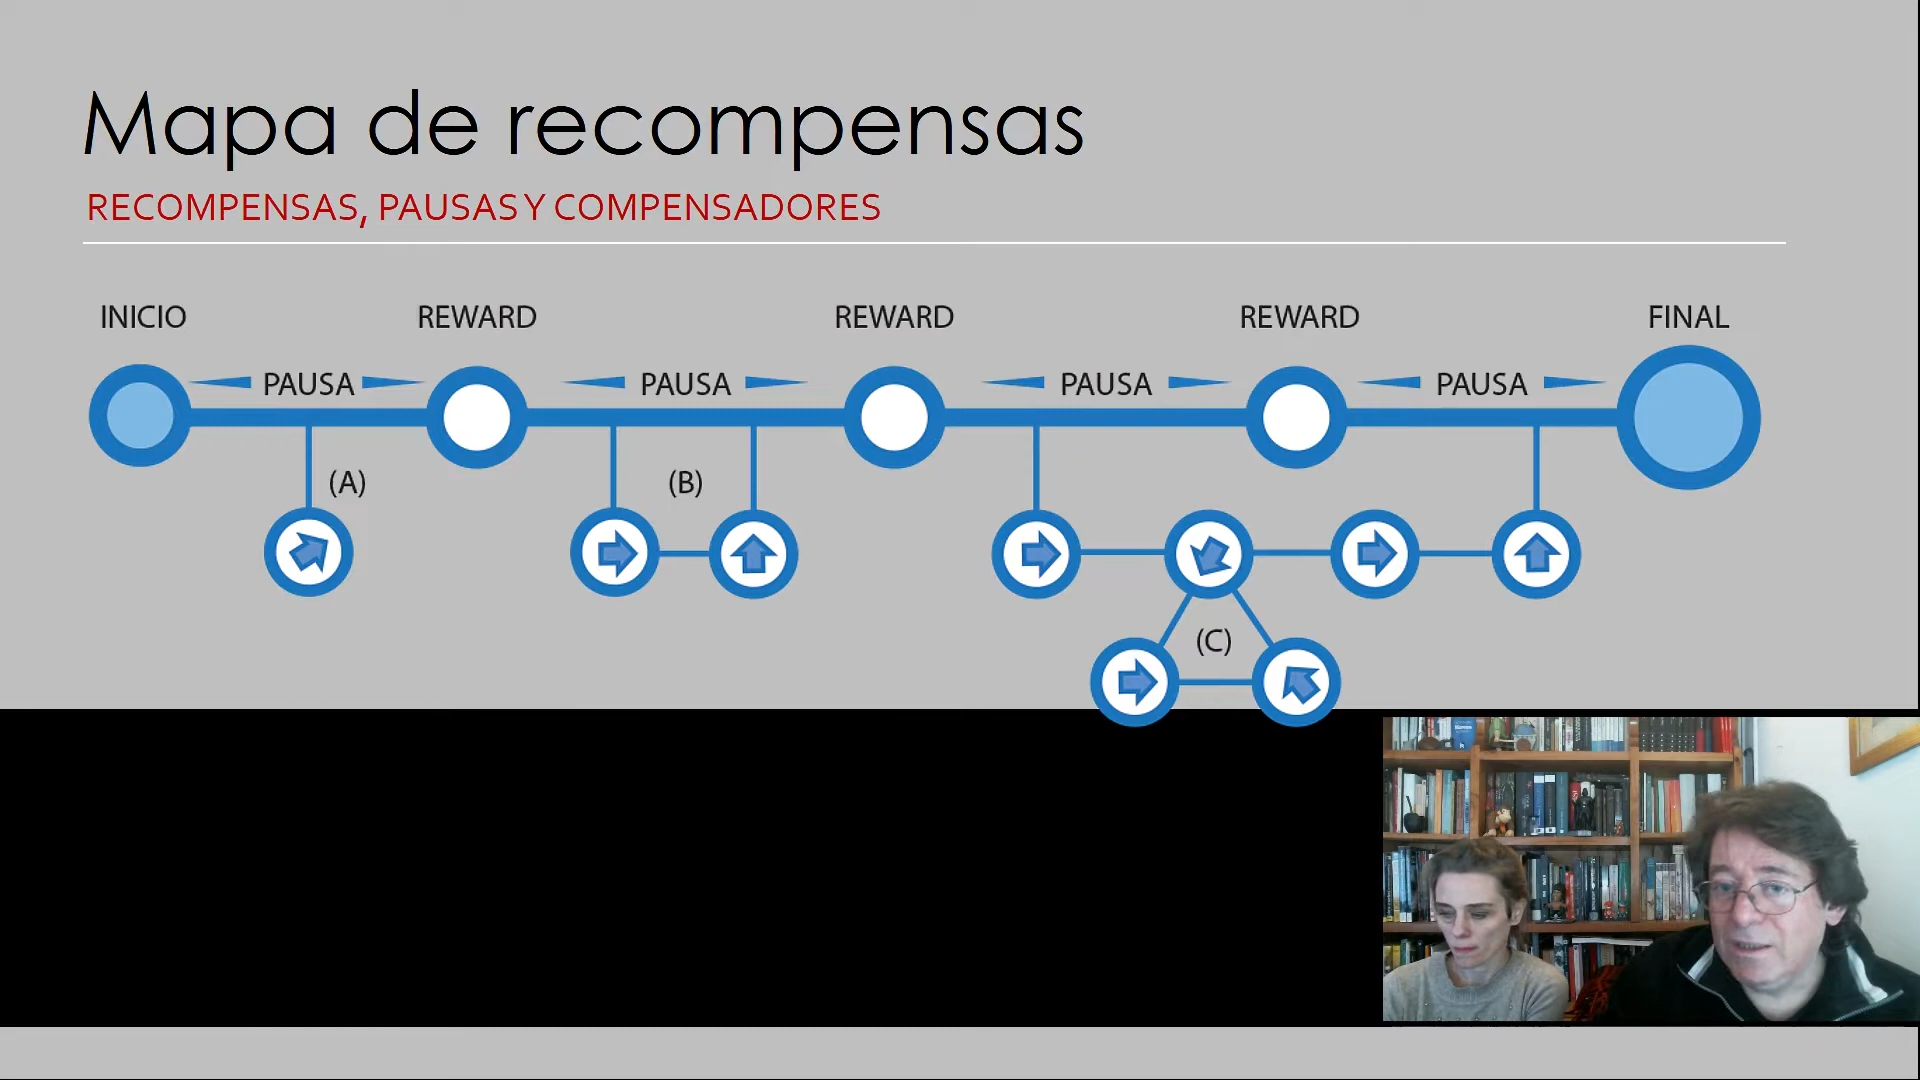 Mapa de recompensas
RECOMPENSAS, PAUSAS Y COMPENSADORES
INICIO REWARD REWARD REWARD FINAL
PAUSA PAUSA PAUSA PAUSA
(A) (B)
(C)